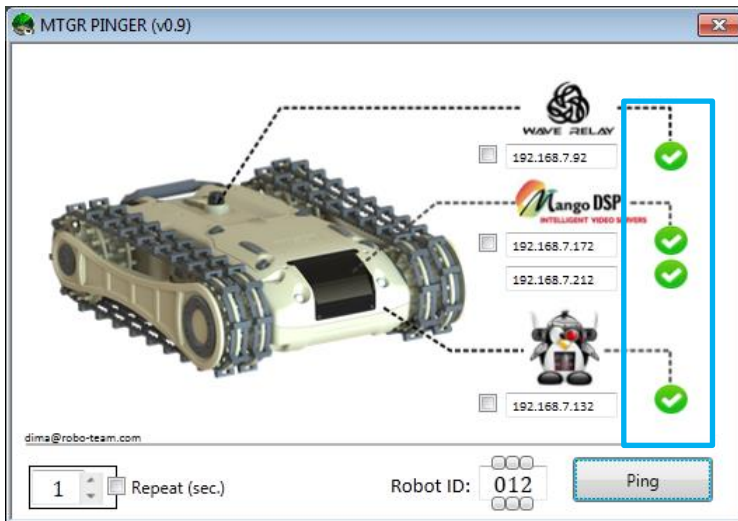 MTGR PINGER (v0.9)
WAVE RELAY
192.168.7.92
Mango DSP
INTELLIGENT VIDEO SERVERS
192.168.7.172
192.168.7.212
192.168.7.132
dima@robo-team.com
1
Repeat (sec.)
Robot ID:
012
Ping